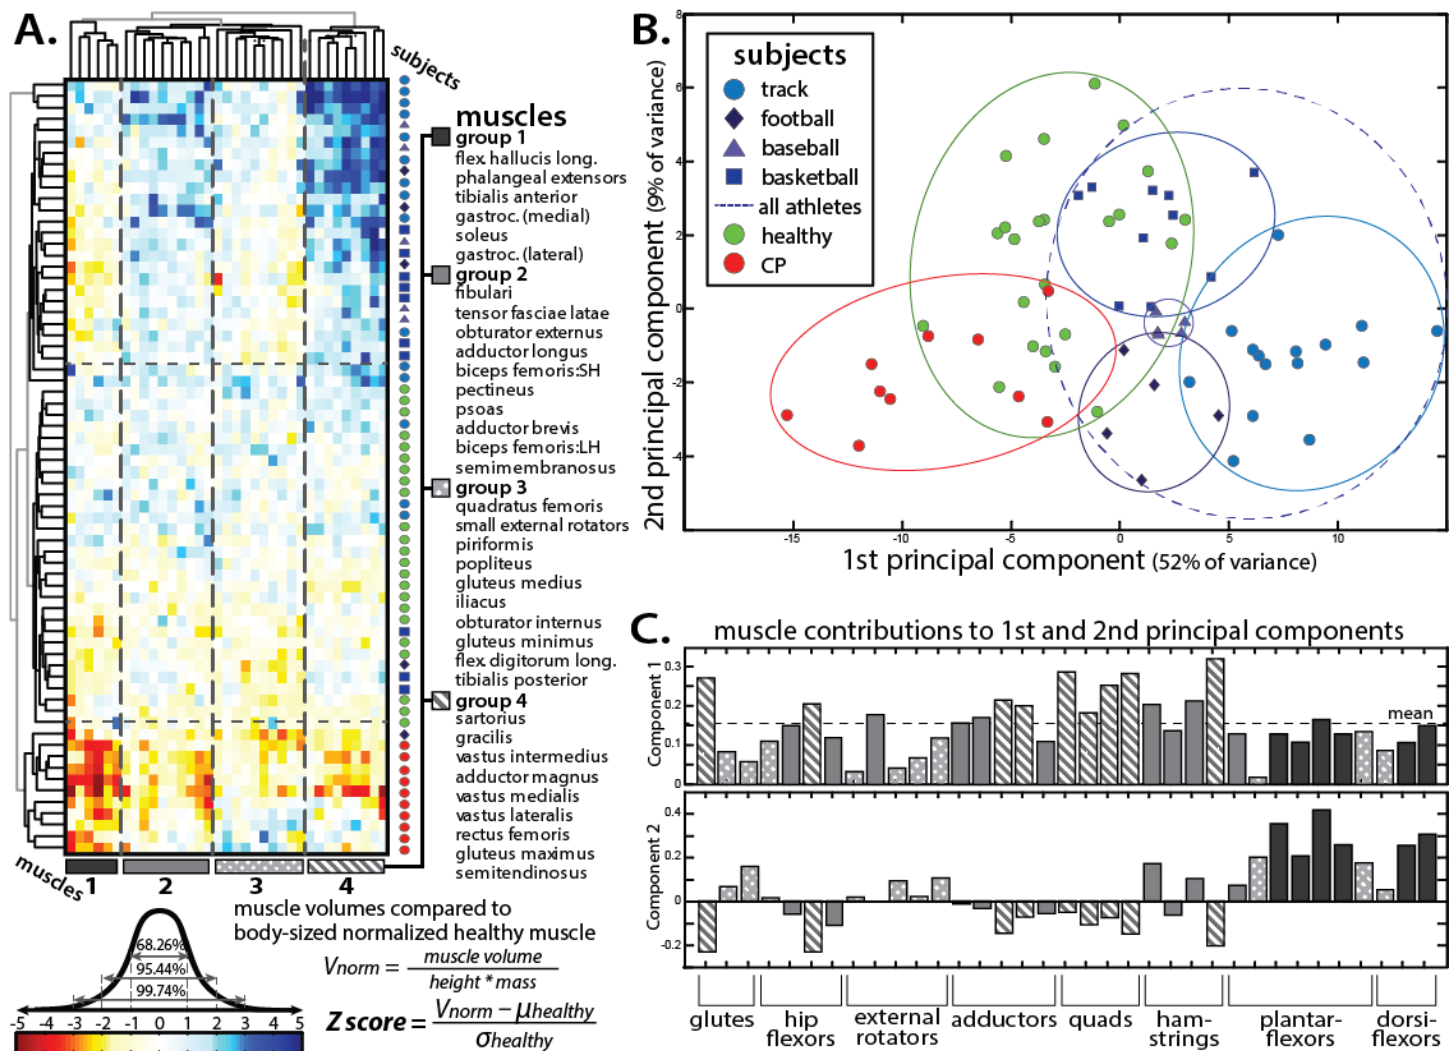 A.
subjects
muscles
group 1
flex hallucis long.
phalangeal extensors
tibialis anterior
gastroc. (medial)
soleus
gastroc. (lateral)
group 2
fibulari
tensor fasciae latae
obturator externus
adductor longus
biceps femoris:SH
pectineus
psoas
adductor brevis
biceps femoris:LH
semimembranosus
group 3
quadratus femoris
small external rotators
piriformis
popliteus
gluteus medius
iliacus
obturator internus
gluteus minimus
flex digitorum long.
tibialis posterior
group 4
sartorius
gracilis
vastus intermedius
adductor magnus
vastus medialis
vastus lateralis
rectus femoris
gluteus maximus
semitendinosus
muscles
1 2 3 4
68.26%
95.44%
99.74%
-5 -4 -3 -2 -1 0 1 2 3 4 5
muscle volumes compared to
body-sized normalized healthy muscle
Vnorm = muscle volume
height * mass
Z score = Vnorm − μhealthy
σhealthy
B.
subjects
track
football
baseball
basketball
all athletes
healthy
CP
2nd principal component (9% of variance)
8
6
4
2
0
-2
-4
-15 -10 -5 0 5 10
1st principal component (52% of variance)
C.
muscle contributions to 1st and 2nd principal components
Component 1
0.3
0.2
0.1
0
mean
Component 2
0.4
0.2
0
-0.2
glutes
hip
flexors
external
rotators
adductors
quads
ham-
strings
plantar-
flexors
dorsi-
flexors